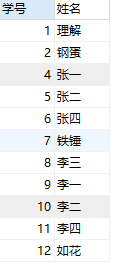 学号 姓名
1 理解
2 钢蛋
4 张一
5 张二
6 张四
7 铁锤
8 李三
9 李一
10 李二
11 李四
12 如花